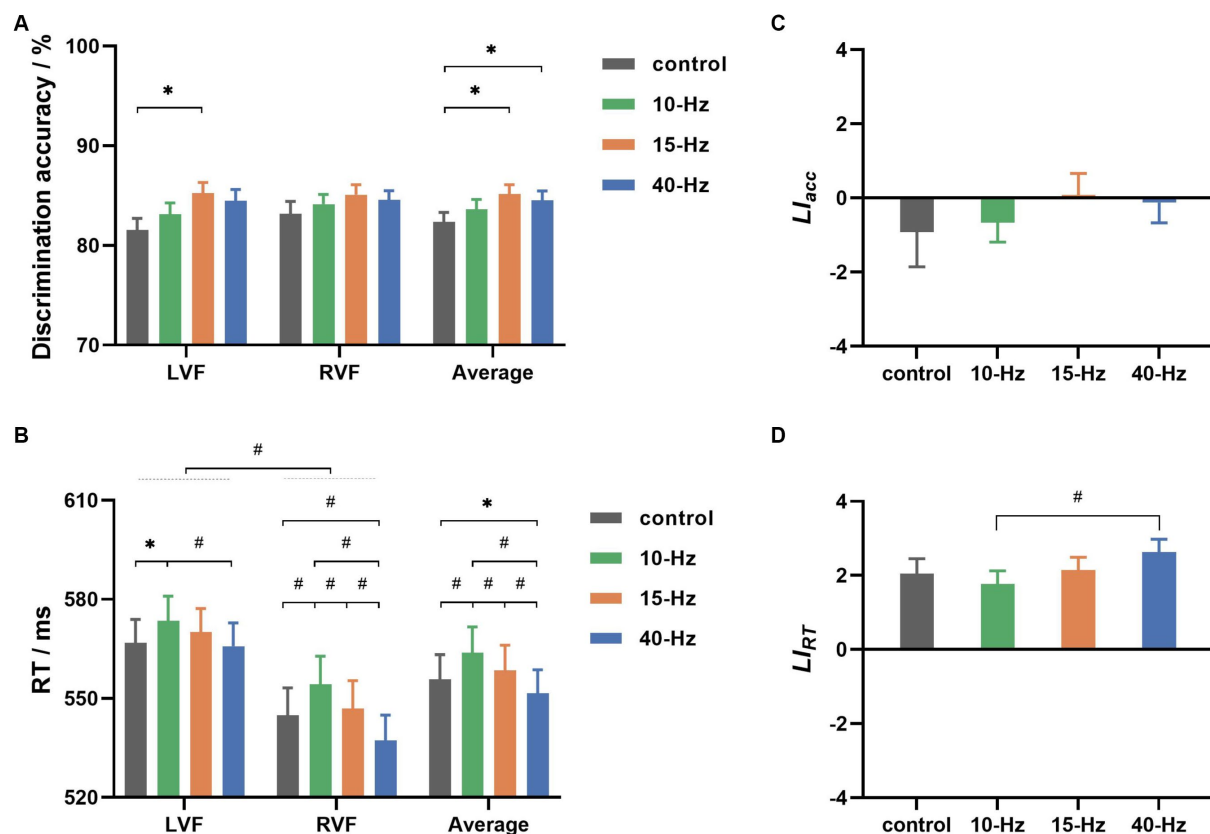 A
Discrimination accuracy / %
100
90
80
70
*
*
*
LVF
RVF
Average
control
10-Hz
15-Hz
40-Hz
B
RT / ms
610
580
550
520
#
*
#
#
#
# # #
*
#
# # #
LVF
RVF
Average
control
10-Hz
15-Hz
40-Hz
C
LIacc
4
2
0
-2
-4
control
10-Hz
15-Hz
40-Hz
D
LIRT
4
2
0
-2
-4
#
control
10-Hz
15-Hz
40-Hz